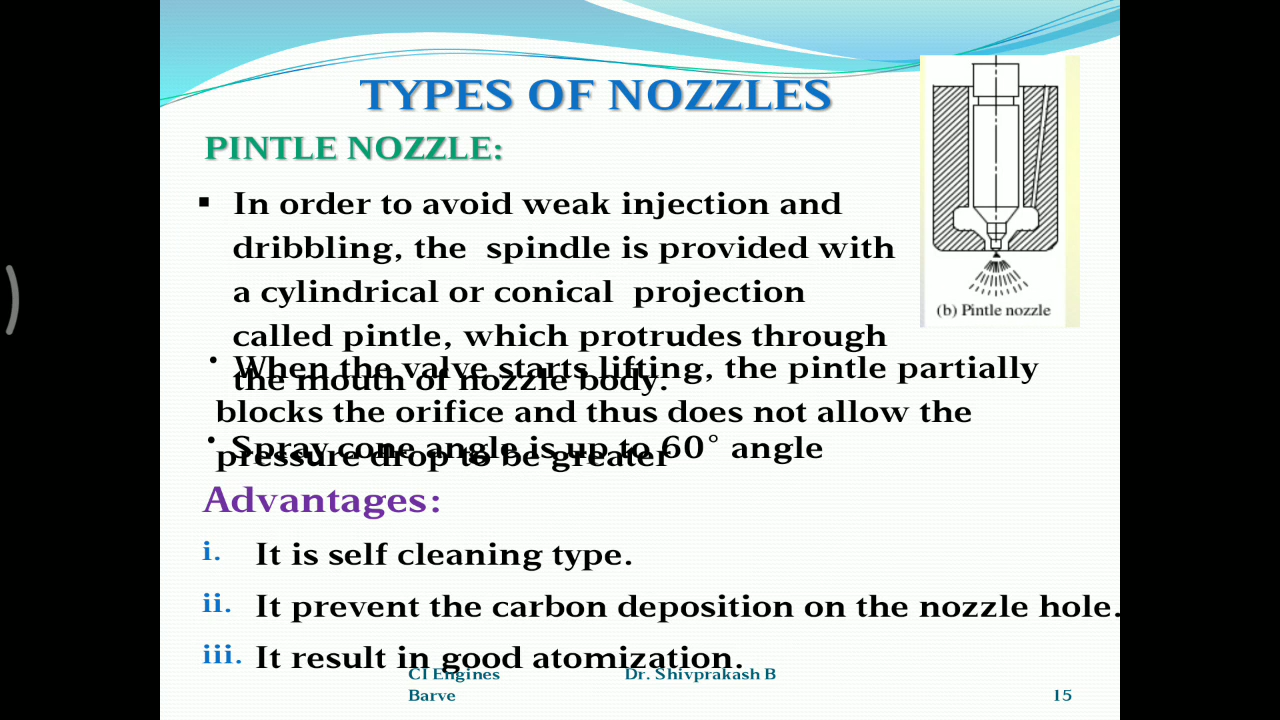 TYPES OF NOZZLES
PINTLE NOZZLE:
▪ In order to avoid weak injection and
dribbling, the spindle is provided with
a cylindrical or conical projection
called pintle, which protrudes through
the mouth of nozzle body.
• When the valve starts lifting, the pintle partially
blocks the orifice and thus does not allow the
pressure drop to be greater
• Spray cone angle is up to 60° angle
(b) Pintle nozzle
Advantages:
i. It is self cleaning type.
ii. It prevent the carbon deposition on the nozzle hole.
iii. It result in good atomization.
CI Engines Dr. Shivprakash B
Barve
15